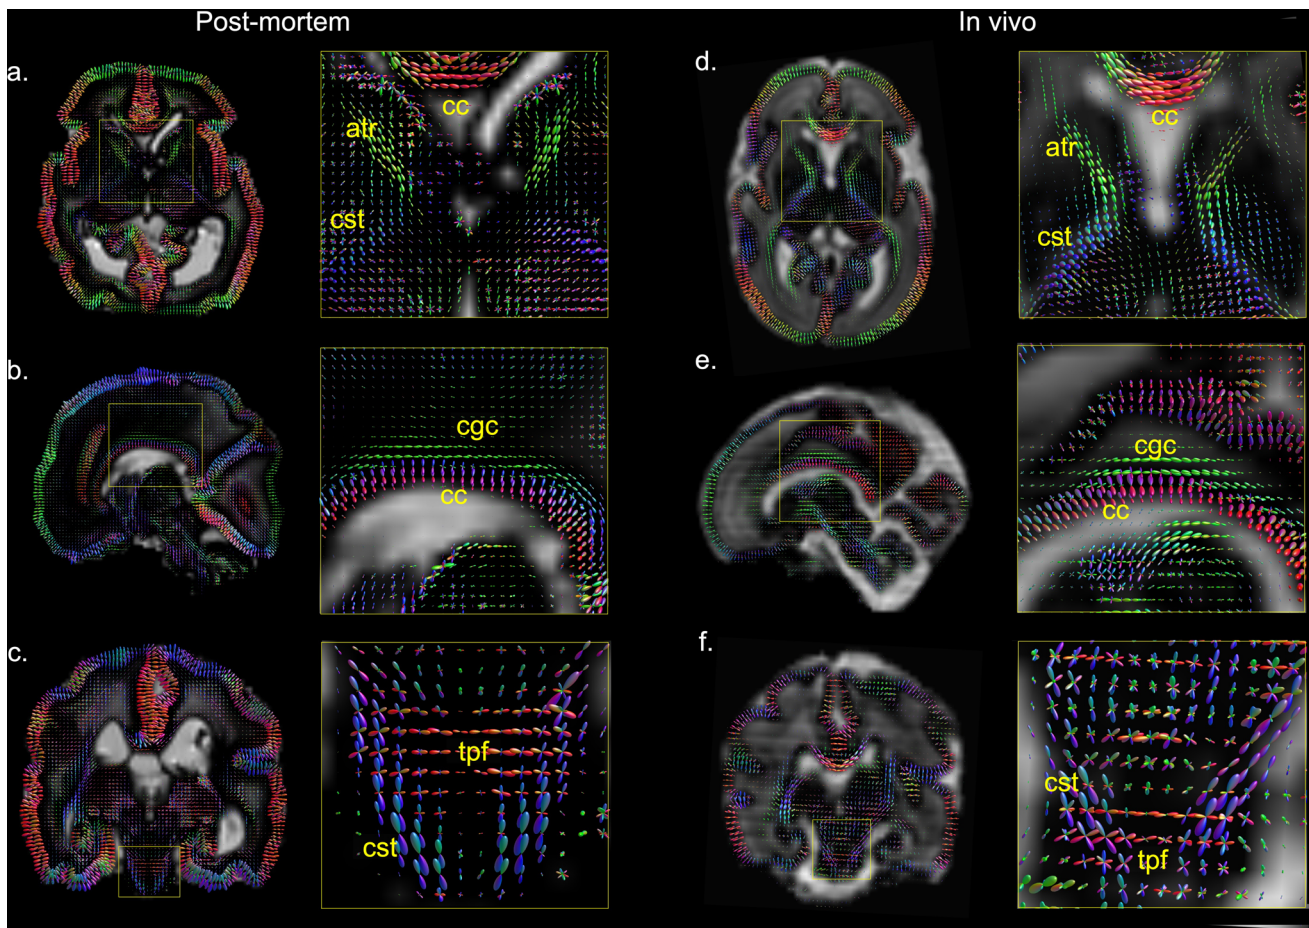 Post-mortem
In vivo
a.
cc
atr
cst
d.
cc
atr
cst
b.
cgc
cc
e.
cgc
cc
c.
tpf
cst
f.
cst
tpf